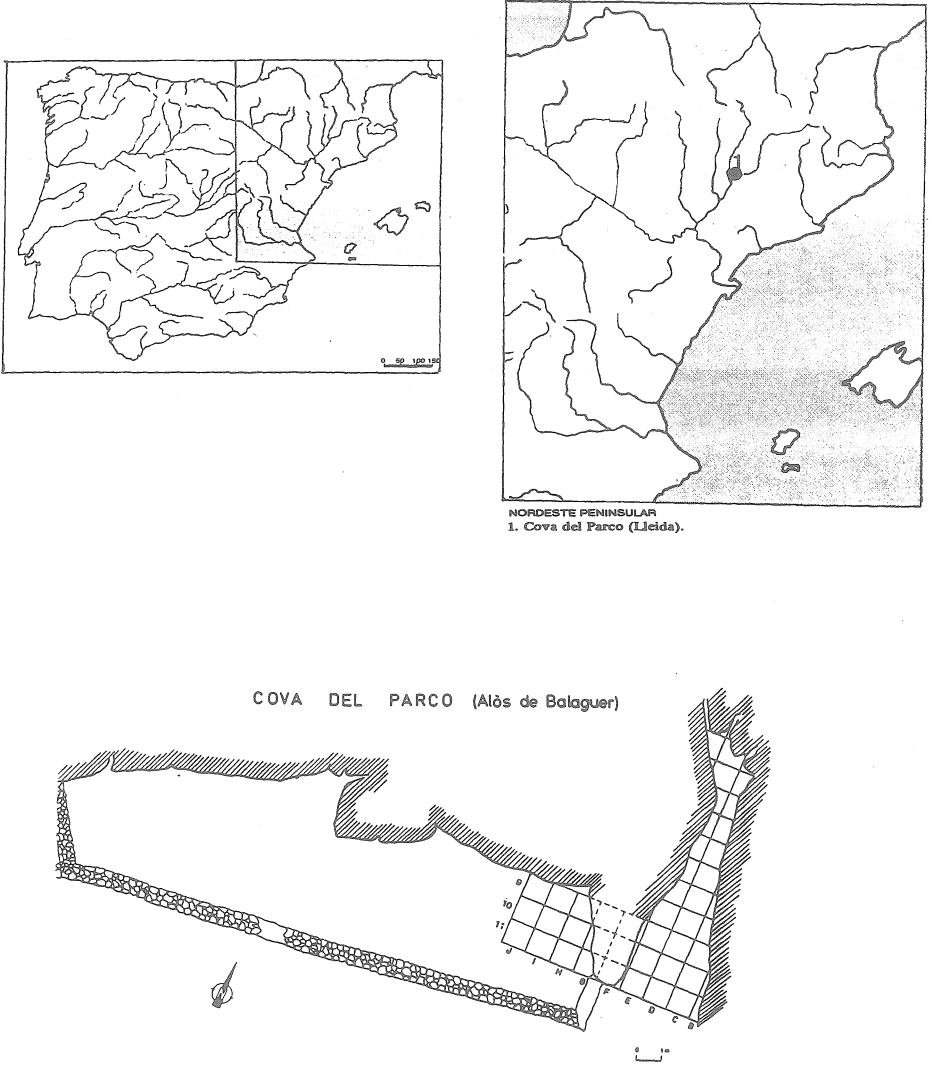 0 50 100 150
1
NORDESTE PENINSULAR
1. Cova del Parco (Lleida).
COVA DEL PARCO (Alòs de Balaguer)
9
10
11
J I H G F E D C B
0 1m